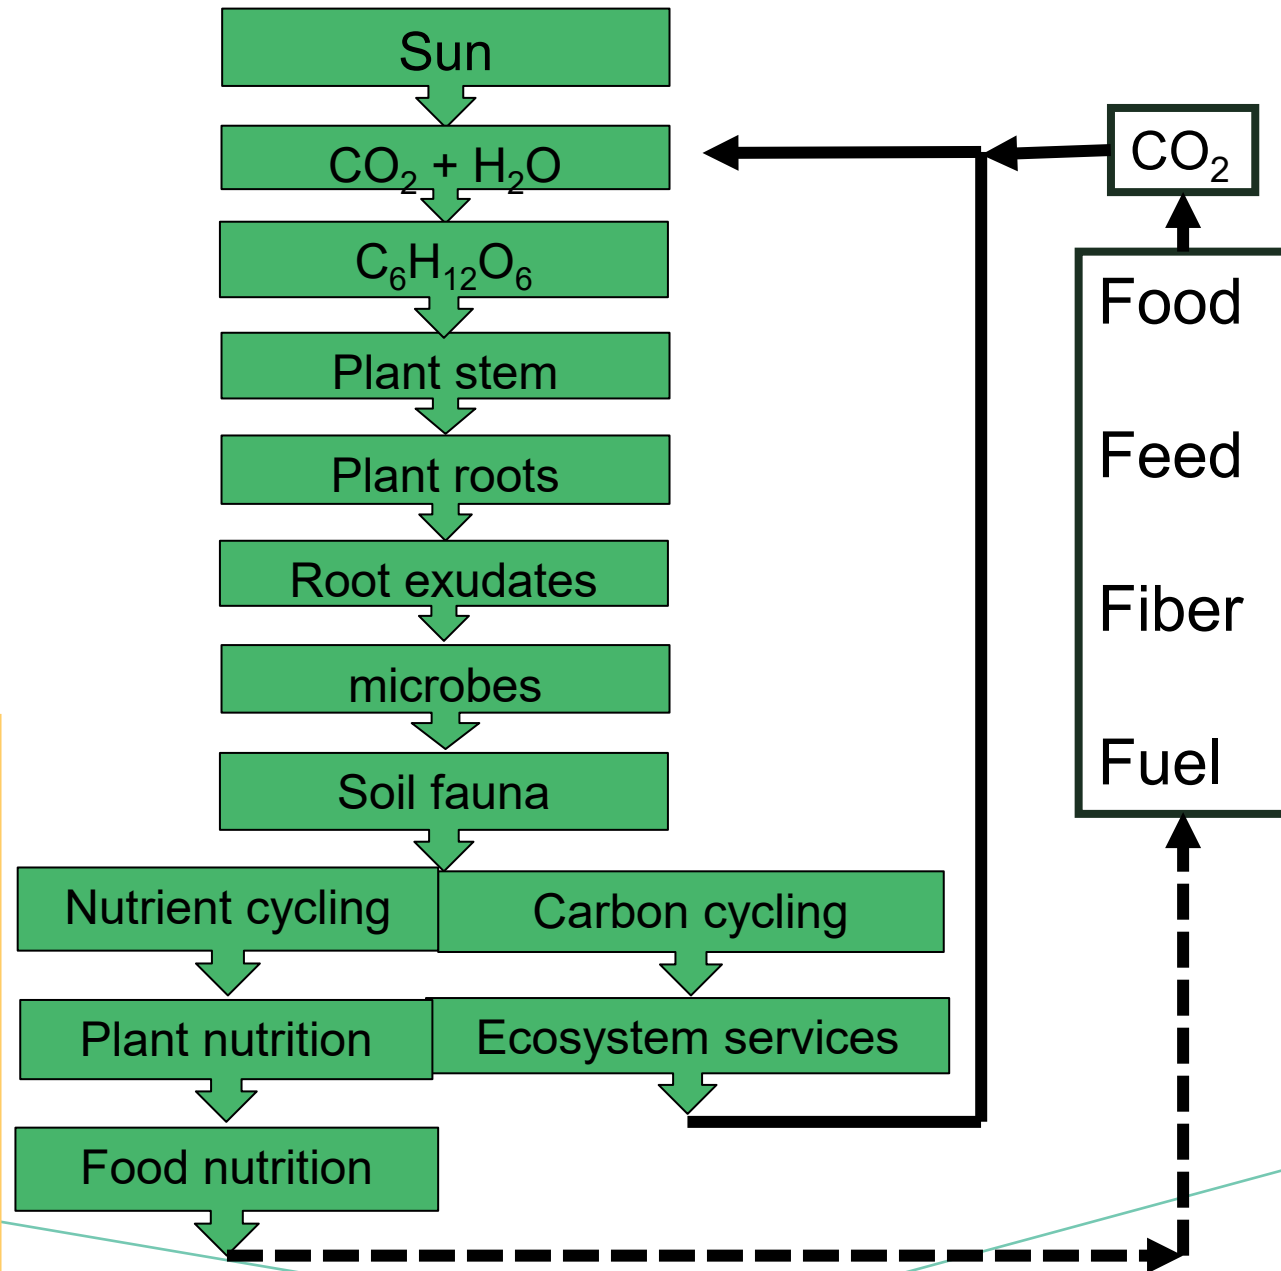 Sun
CO₂ + H₂O
C₆H₁₂O₆
Plant stem
Plant roots
Root exudates
microbes
Soil fauna
Nutrient cycling
Carbon cycling
Plant nutrition
Ecosystem services
Food nutrition
CO₂
Food
Feed
Fiber
Fuel